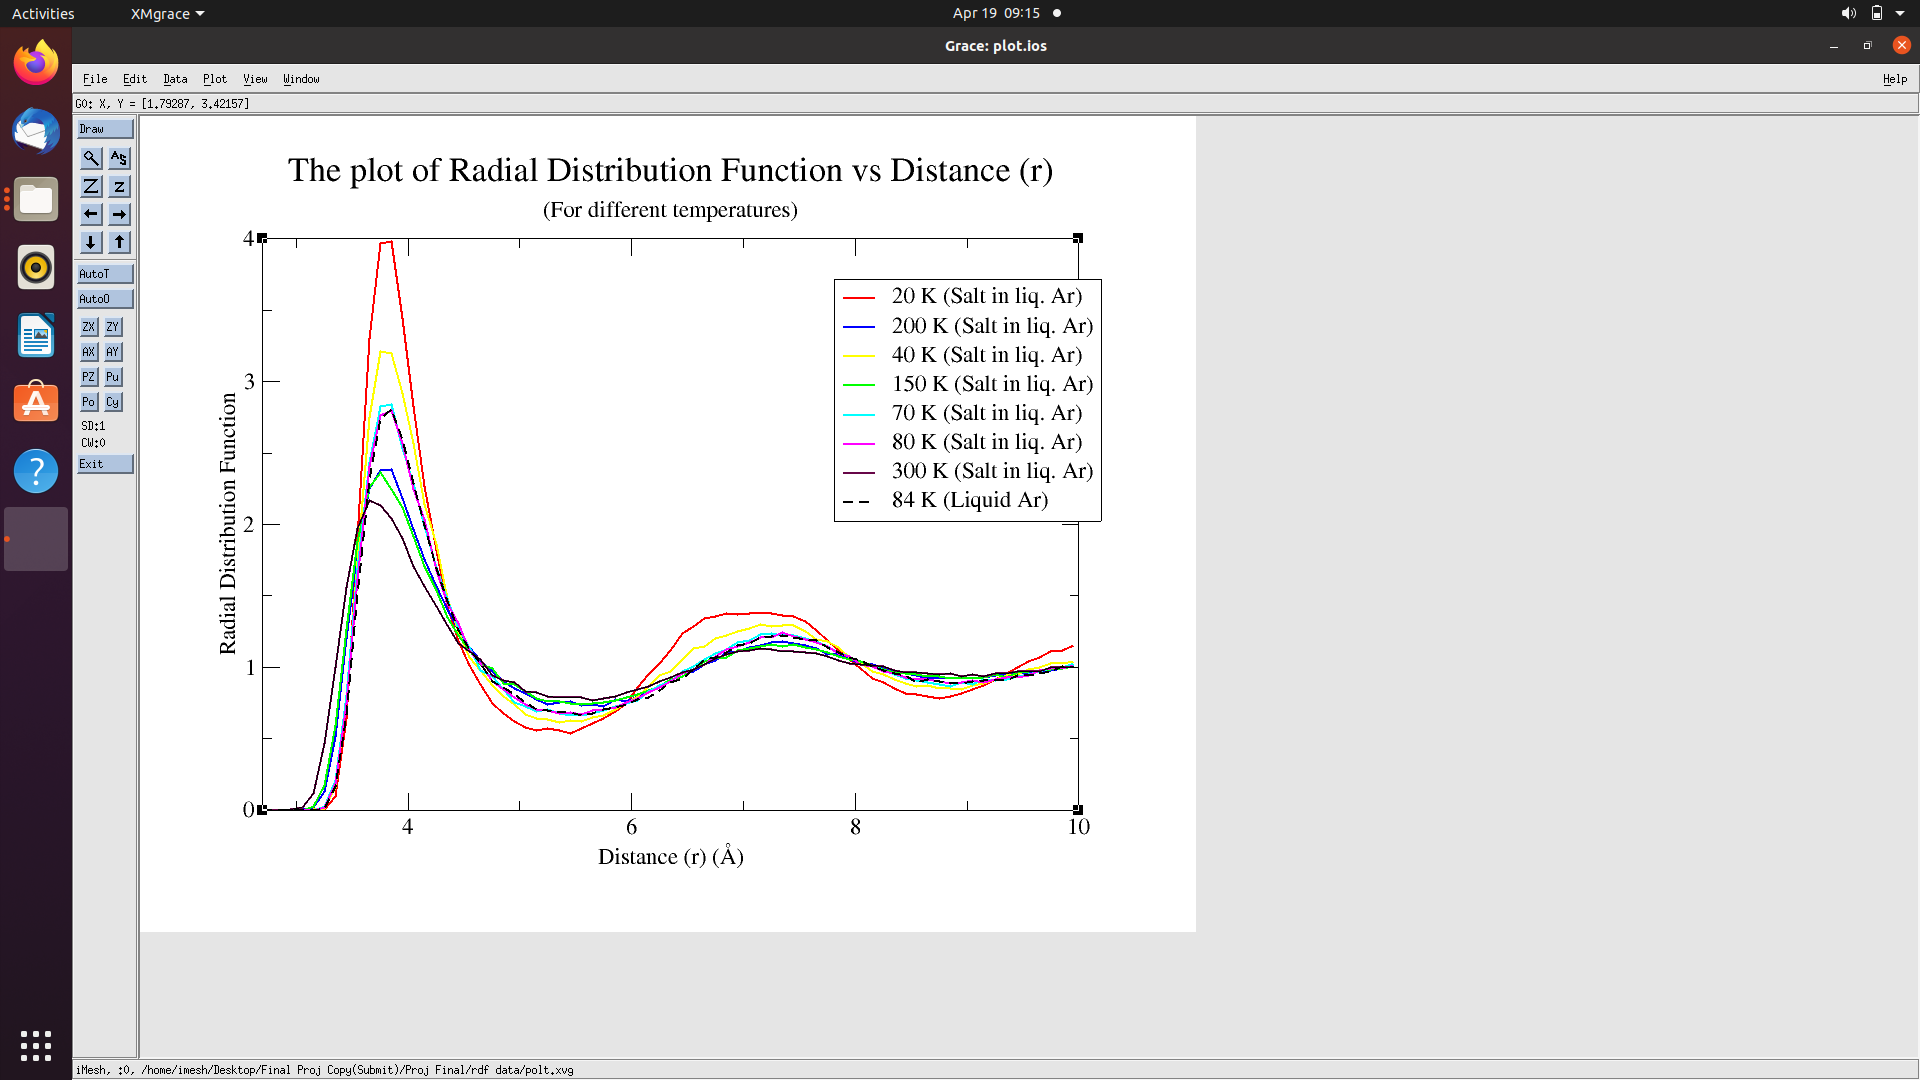 Activities XMgrace Apr 19 09:15
Grace: plot.ios
File Edit Data Plot View Window Help
G0: X, Y = [1.79287, 3.42157]
Draw
AS
Z z
AutoT
AutoO
ZX ZY
AX AY
PZ Pu
Po Cy
SD:1
CW:0
Exit
The plot of Radial Distribution Function vs Distance (r)
(For different temperatures)
4
3
2
1
0
Radial Distribution Function
20 K (Salt in liq. Ar)
200 K (Salt in liq. Ar)
40 K (Salt in liq. Ar)
150 K (Salt in liq. Ar)
70 K (Salt in liq. Ar)
80 K (Salt in liq. Ar)
300 K (Salt in liq. Ar)
84 K (Liquid Ar)
4 6 8 10
Distance (r) (Å)
iMesh, :0, /home/imesh/Desktop/Final Proj Copy(Submit)/Proj Final/rdf data/polt.xvg